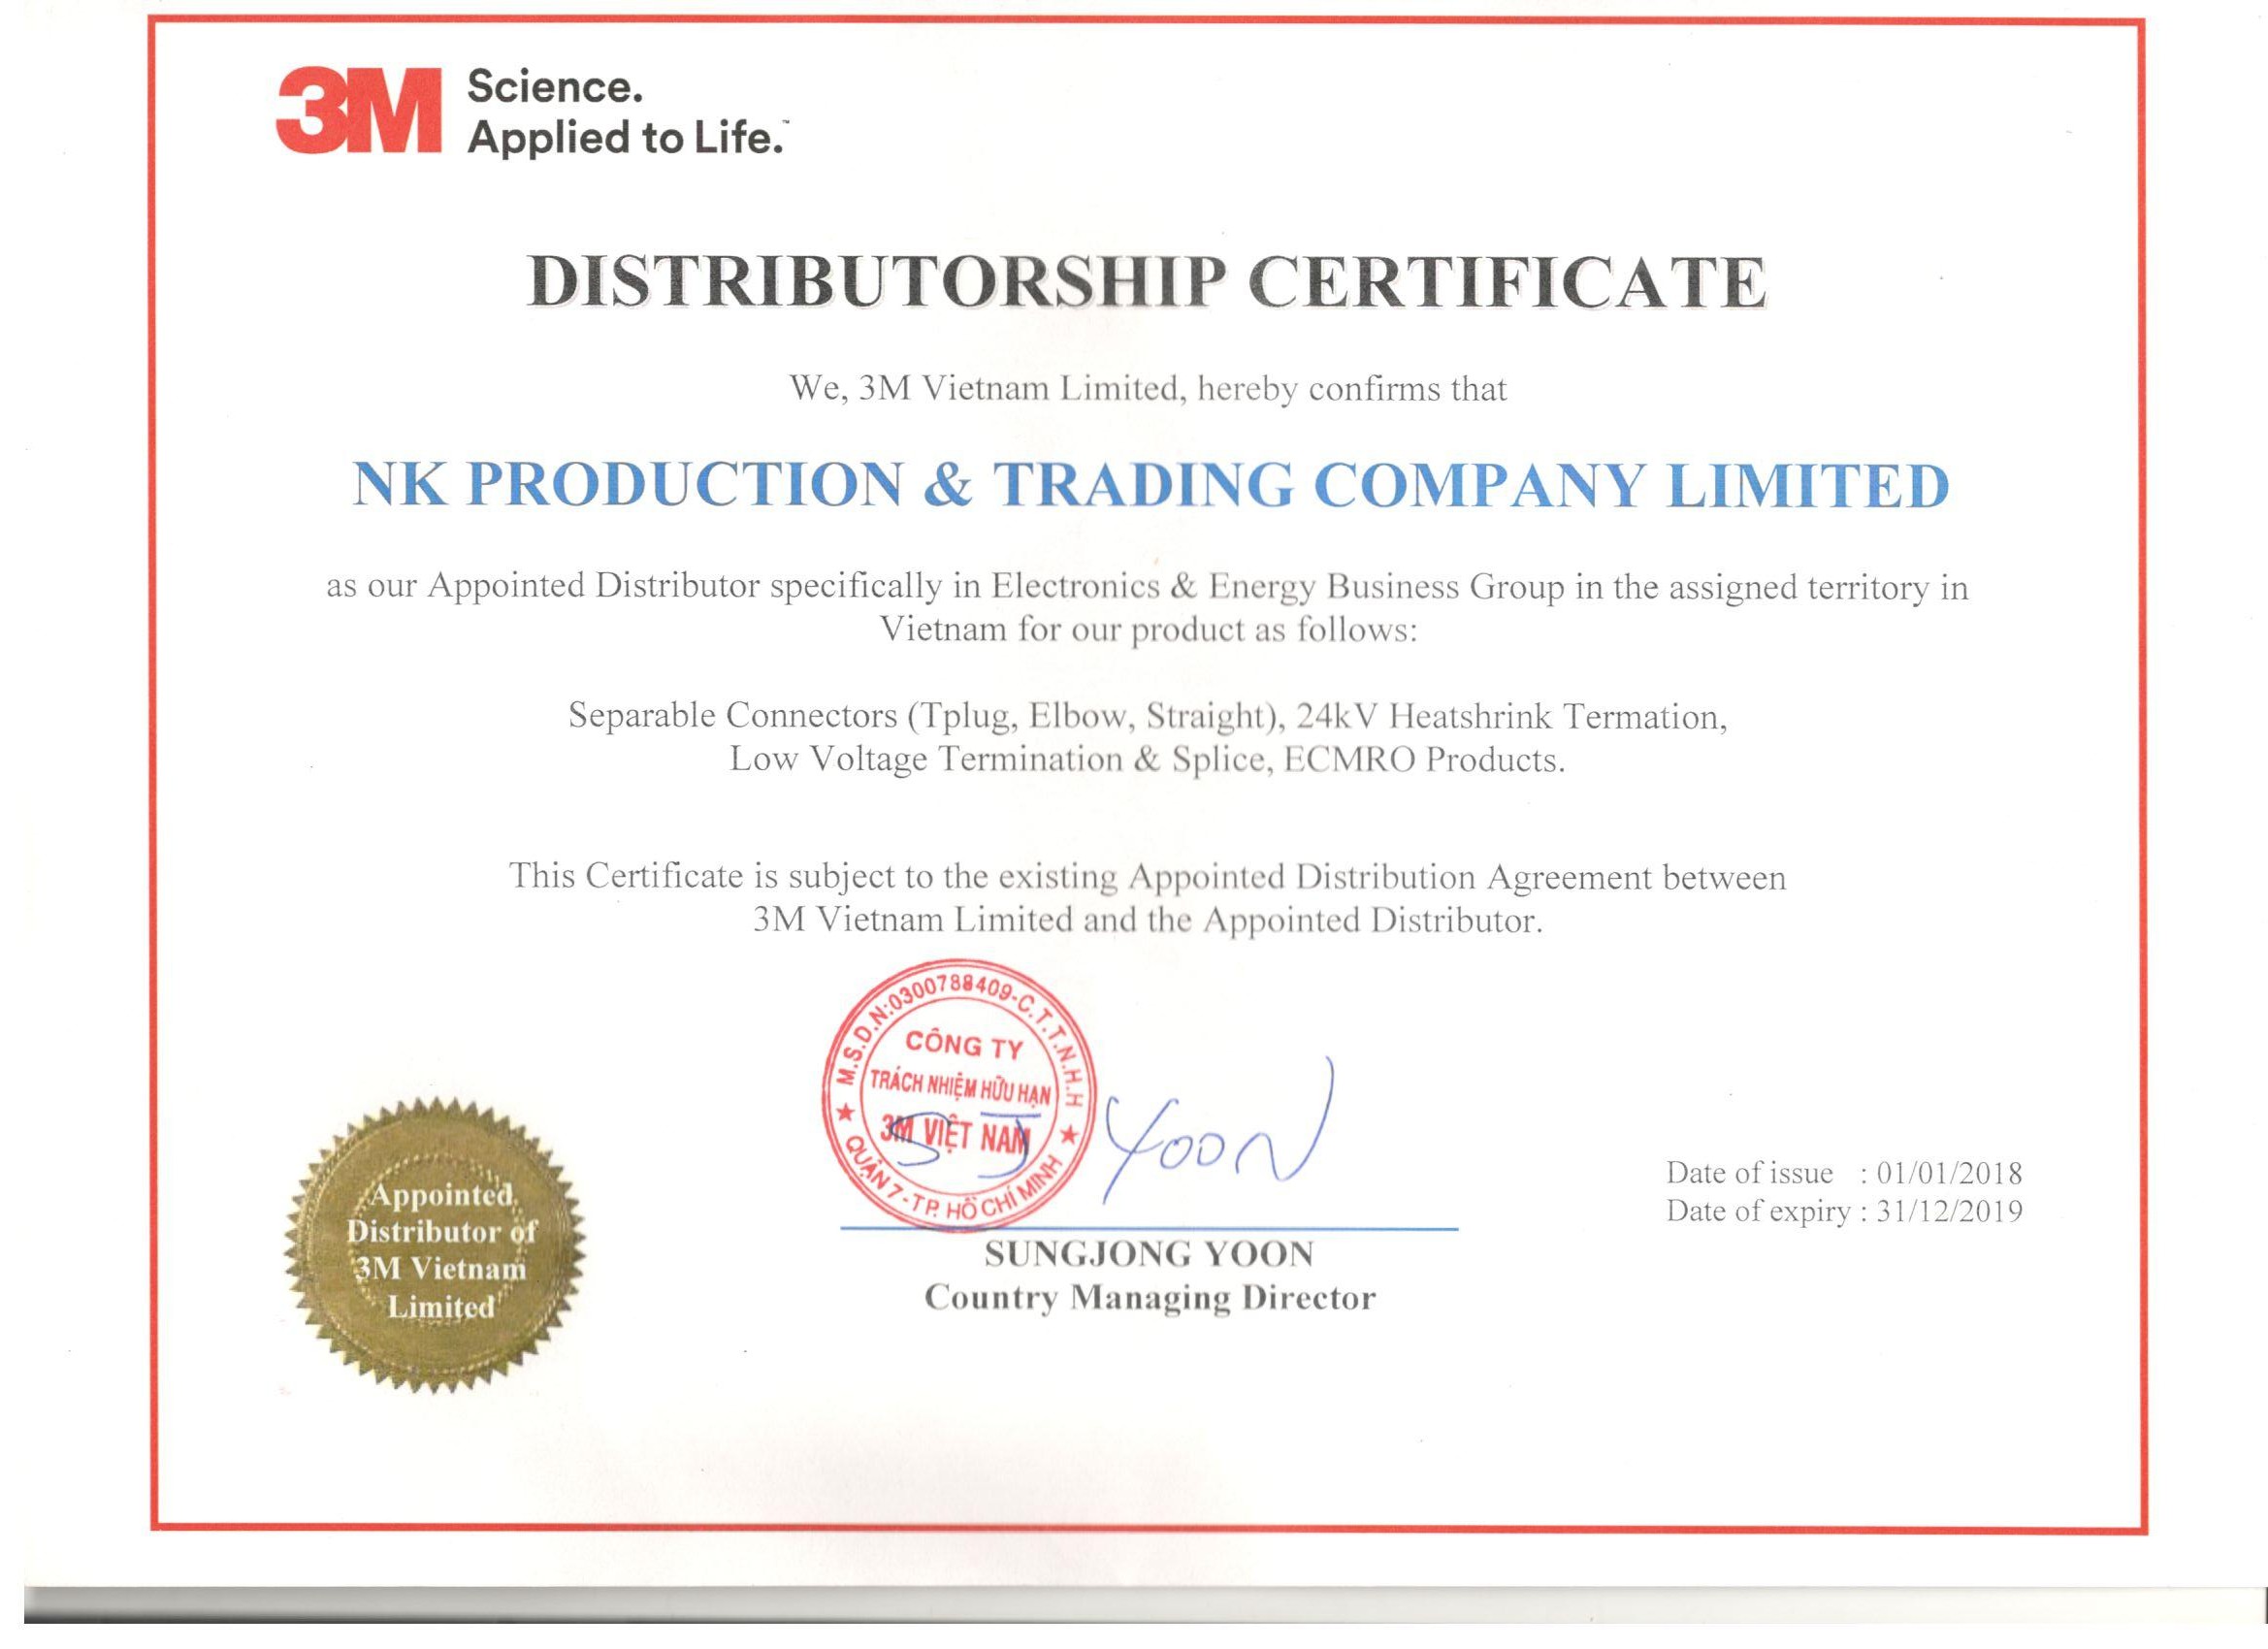 3M Science.
Applied to Life.™
DISTRIBUTORSHIP CERTIFICATE
We, 3M Vietnam Limited, hereby confirms that
NK PRODUCTION & TRADING COMPANY LIMITED
as our Appointed Distributor specifically in Electronics & Energy Business Group in the assigned territory in
Vietnam for our product as follows:
Separable Connectors (Tplug, Elbow, Straight), 24kV Heatshrink Termation,
Low Voltage Termination & Splice, ECMRO Products.
This Certificate is subject to the existing Appointed Distribution Agreement between
3M Vietnam Limited and the Appointed Distributor.
M.S.D.N:0300788409-C.T.T.N.H.H
CÔNG TY
TRÁCH NHIỆM HỮU HẠN
3M VIỆT NAM
QUẬN 7-TP. HỒ CHÍ MINH
SJ YOON
SUNGJONG YOON
Country Managing Director
Appointed
Distributor of
3M Vietnam
Limited
Date of issue : 01/01/2018
Date of expiry : 31/12/2019